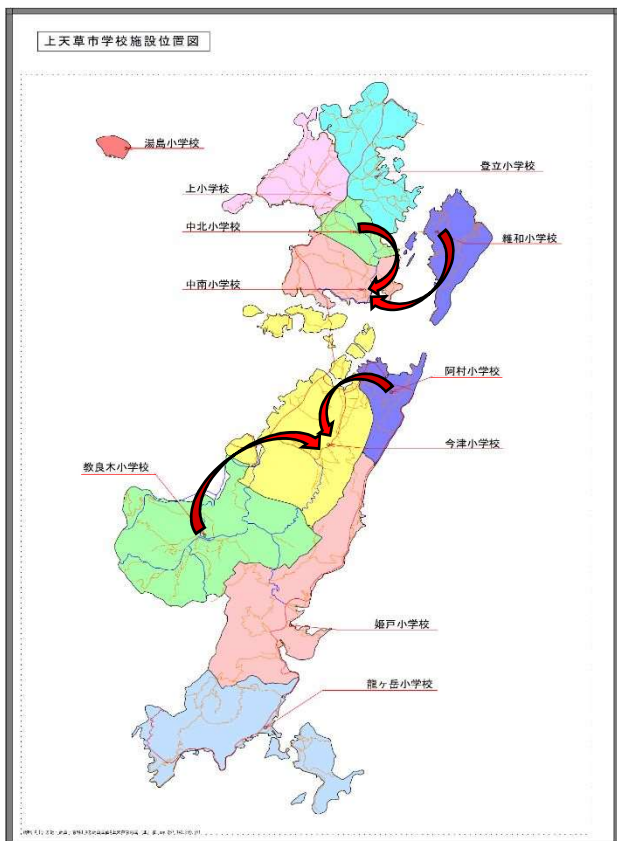 上天草市学校施設位置図
湯島小学校
登立小学校
上小学校
中北小学校
維和小学校
中南小学校
阿村小学校
今津小学校
教良木小学校
姫戸小学校
龍ヶ岳小学校